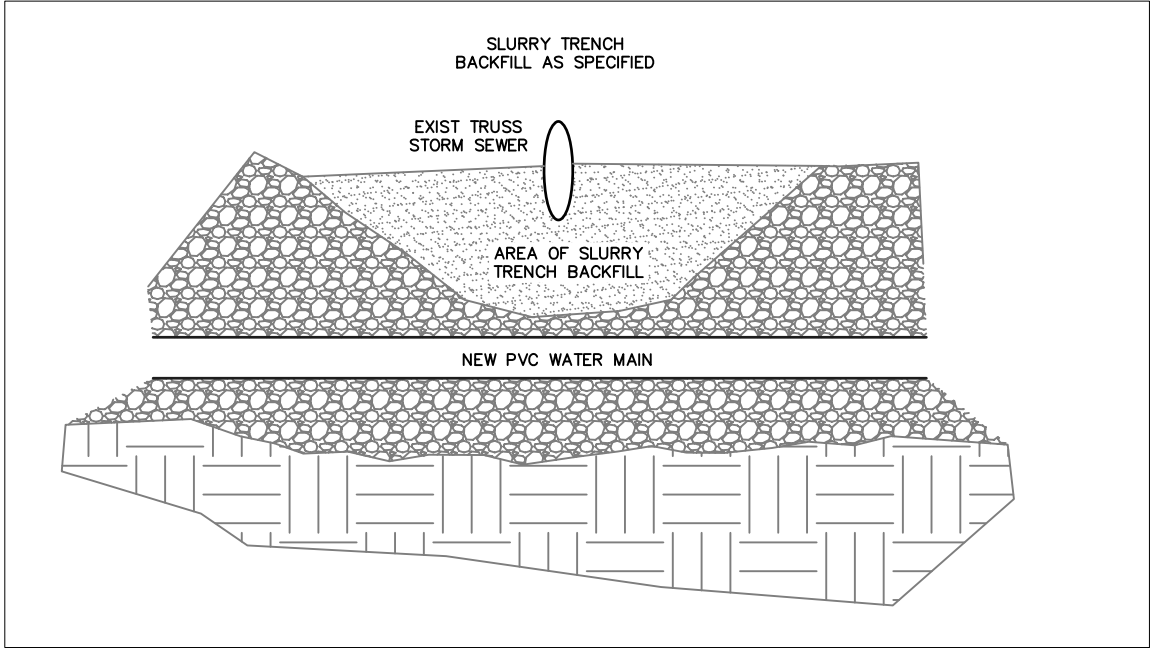 SLURRY TRENCH
BACKFILL AS SPECIFIED
EXIST TRUSS
STORM SEWER
AREA OF SLURRY
TRENCH BACKFILL
NEW PVC WATER MAIN